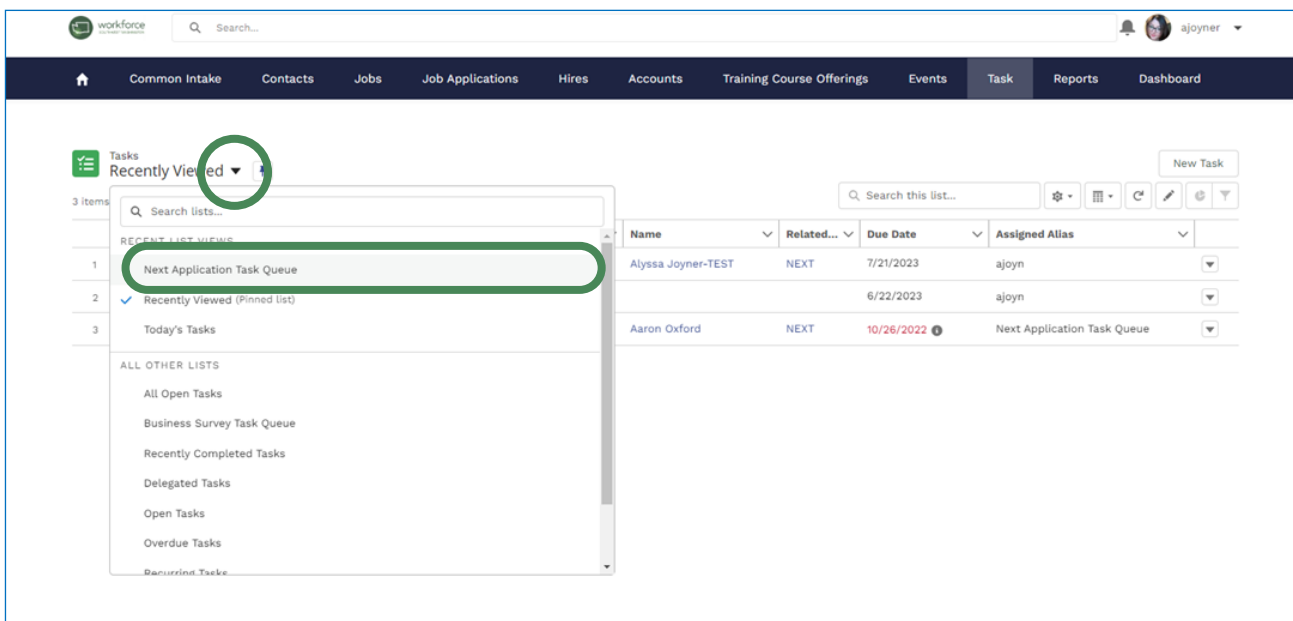 workforce
Search...
ajoyner
Common Intake Contacts Jobs Job Applications Hires Accounts Training Course Offerings Events Task Reports Dashboard
Tasks
Recently Viewed
New Task
3 items
Search this list...
Search lists...
RECENT LIST VIEWS
Next Application Task Queue
Recently Viewed (Pinned list)
Today's Tasks
ALL OTHER LISTS
All Open Tasks
Business Survey Task Queue
Recently Completed Tasks
Delegated Tasks
Open Tasks
Overdue Tasks
Recurring Tasks
Name Related... Due Date Assigned Alias
1 Alyssa Joyner-TEST NEXT 7/21/2023 ajoyn
2 6/22/2023 ajoyn
3 Aaron Oxford NEXT 10/26/2022 Next Application Task Queue